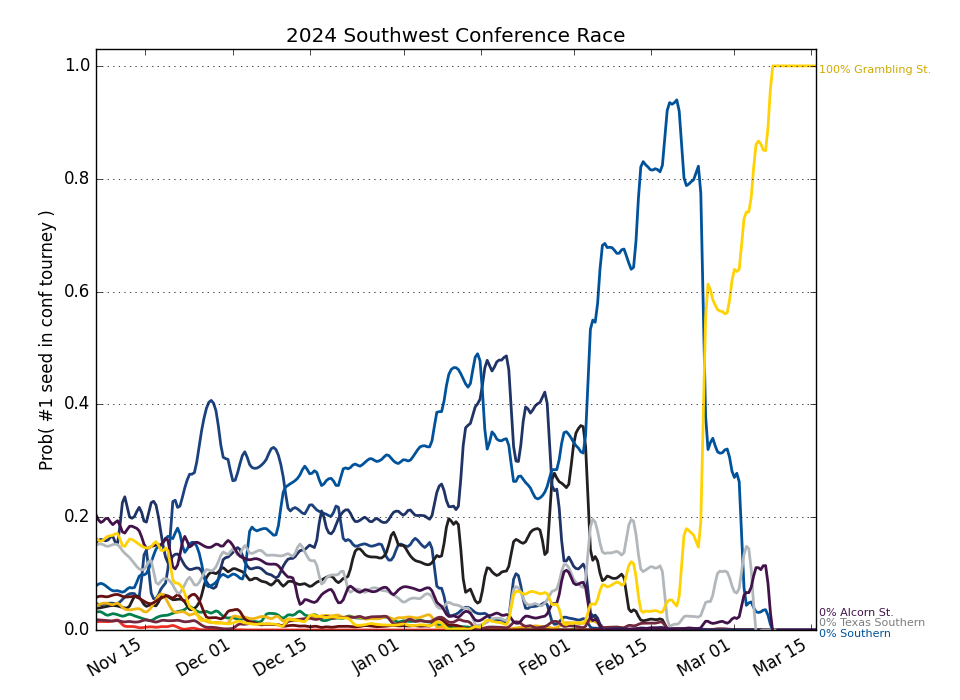 2024 Southwest Conference Race
Prob( #1 seed in conf tourney )
1.0
0.8
0.6
0.4
0.2
0.0
Nov 15
Dec 01
Dec 15
Jan 01
Jan 15
Feb 01
Feb 15
Mar 01
Mar 15
100% Grambling St.
0% Alcorn St.
0% Texas Southern
0% Southern